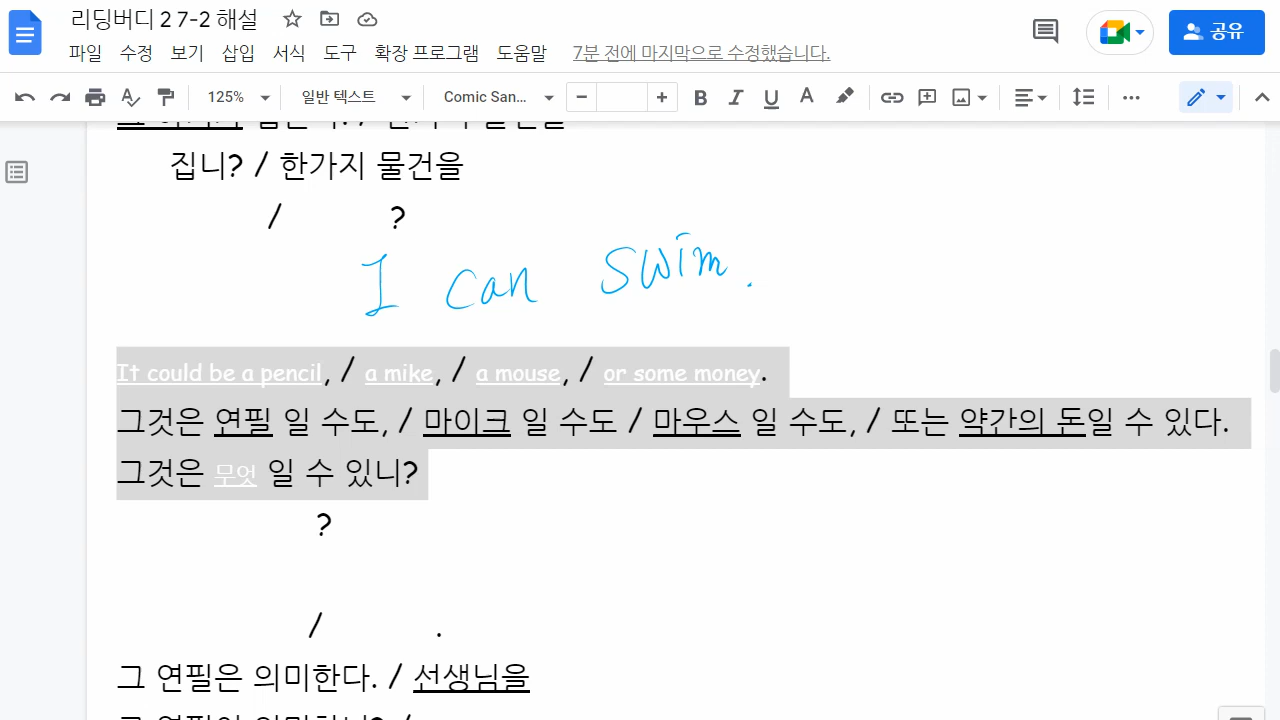 리딩버디 2 7-2 해설
파일 수정 보기 삽입 서식 도구 확장 프로그램 도움말 7분 전에 마지막으로 수정했습니다.
공유
125% 일반 텍스트 Comic San... − + B I U A ...
집니? / 한가지 물건을
/ ?
I can swim.
It could be a pencil, / a mike, / a mouse, / or some money.
그것은 연필 일 수도, / 마이크 일 수도 / 마우스 일 수도, / 또는 약간의 돈일 수 있다.
그것은 무엇 일 수 있니?
?
/ .
그 연필은 의미한다. / 선생님을